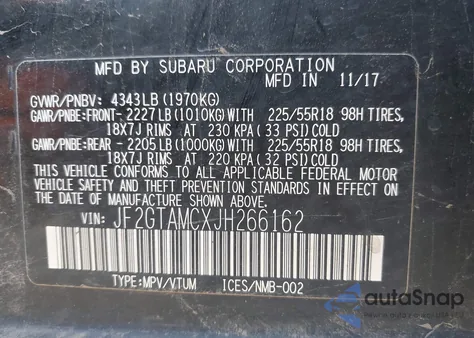 MFD BY SUBARU CORPORATION
MFD IN 11/17
GVWR/PNBV: 4343LB(1970KG)
GAWR/PNBE:FRONT-2227LB(1010KG)WITH 225/55R18 98H TIRES,
18X7J RIMS AT 230 KPA(33 PSI)COLD
GAWR/PNBE:REAR -2205LB(1000KG)WITH 225/55R18 98H TIRES,
18X7J RIMS AT 220 KPA(32 PSI)COLD
THIS VEHICLE CONFORMS TO ALL APPLICABLE FEDERAL MOTOR
VEHICLE SAFETY AND THEFT PREVENTION STANDARDS IN EFFECT ON
THE DATE OF MANUFACTURE SHOWN ABOVE.
VIN: JF2GTAMCXJH266162
TYPE:MPV/VTUM ICES/NMB-002
autoSnap
www.autosnap.cc